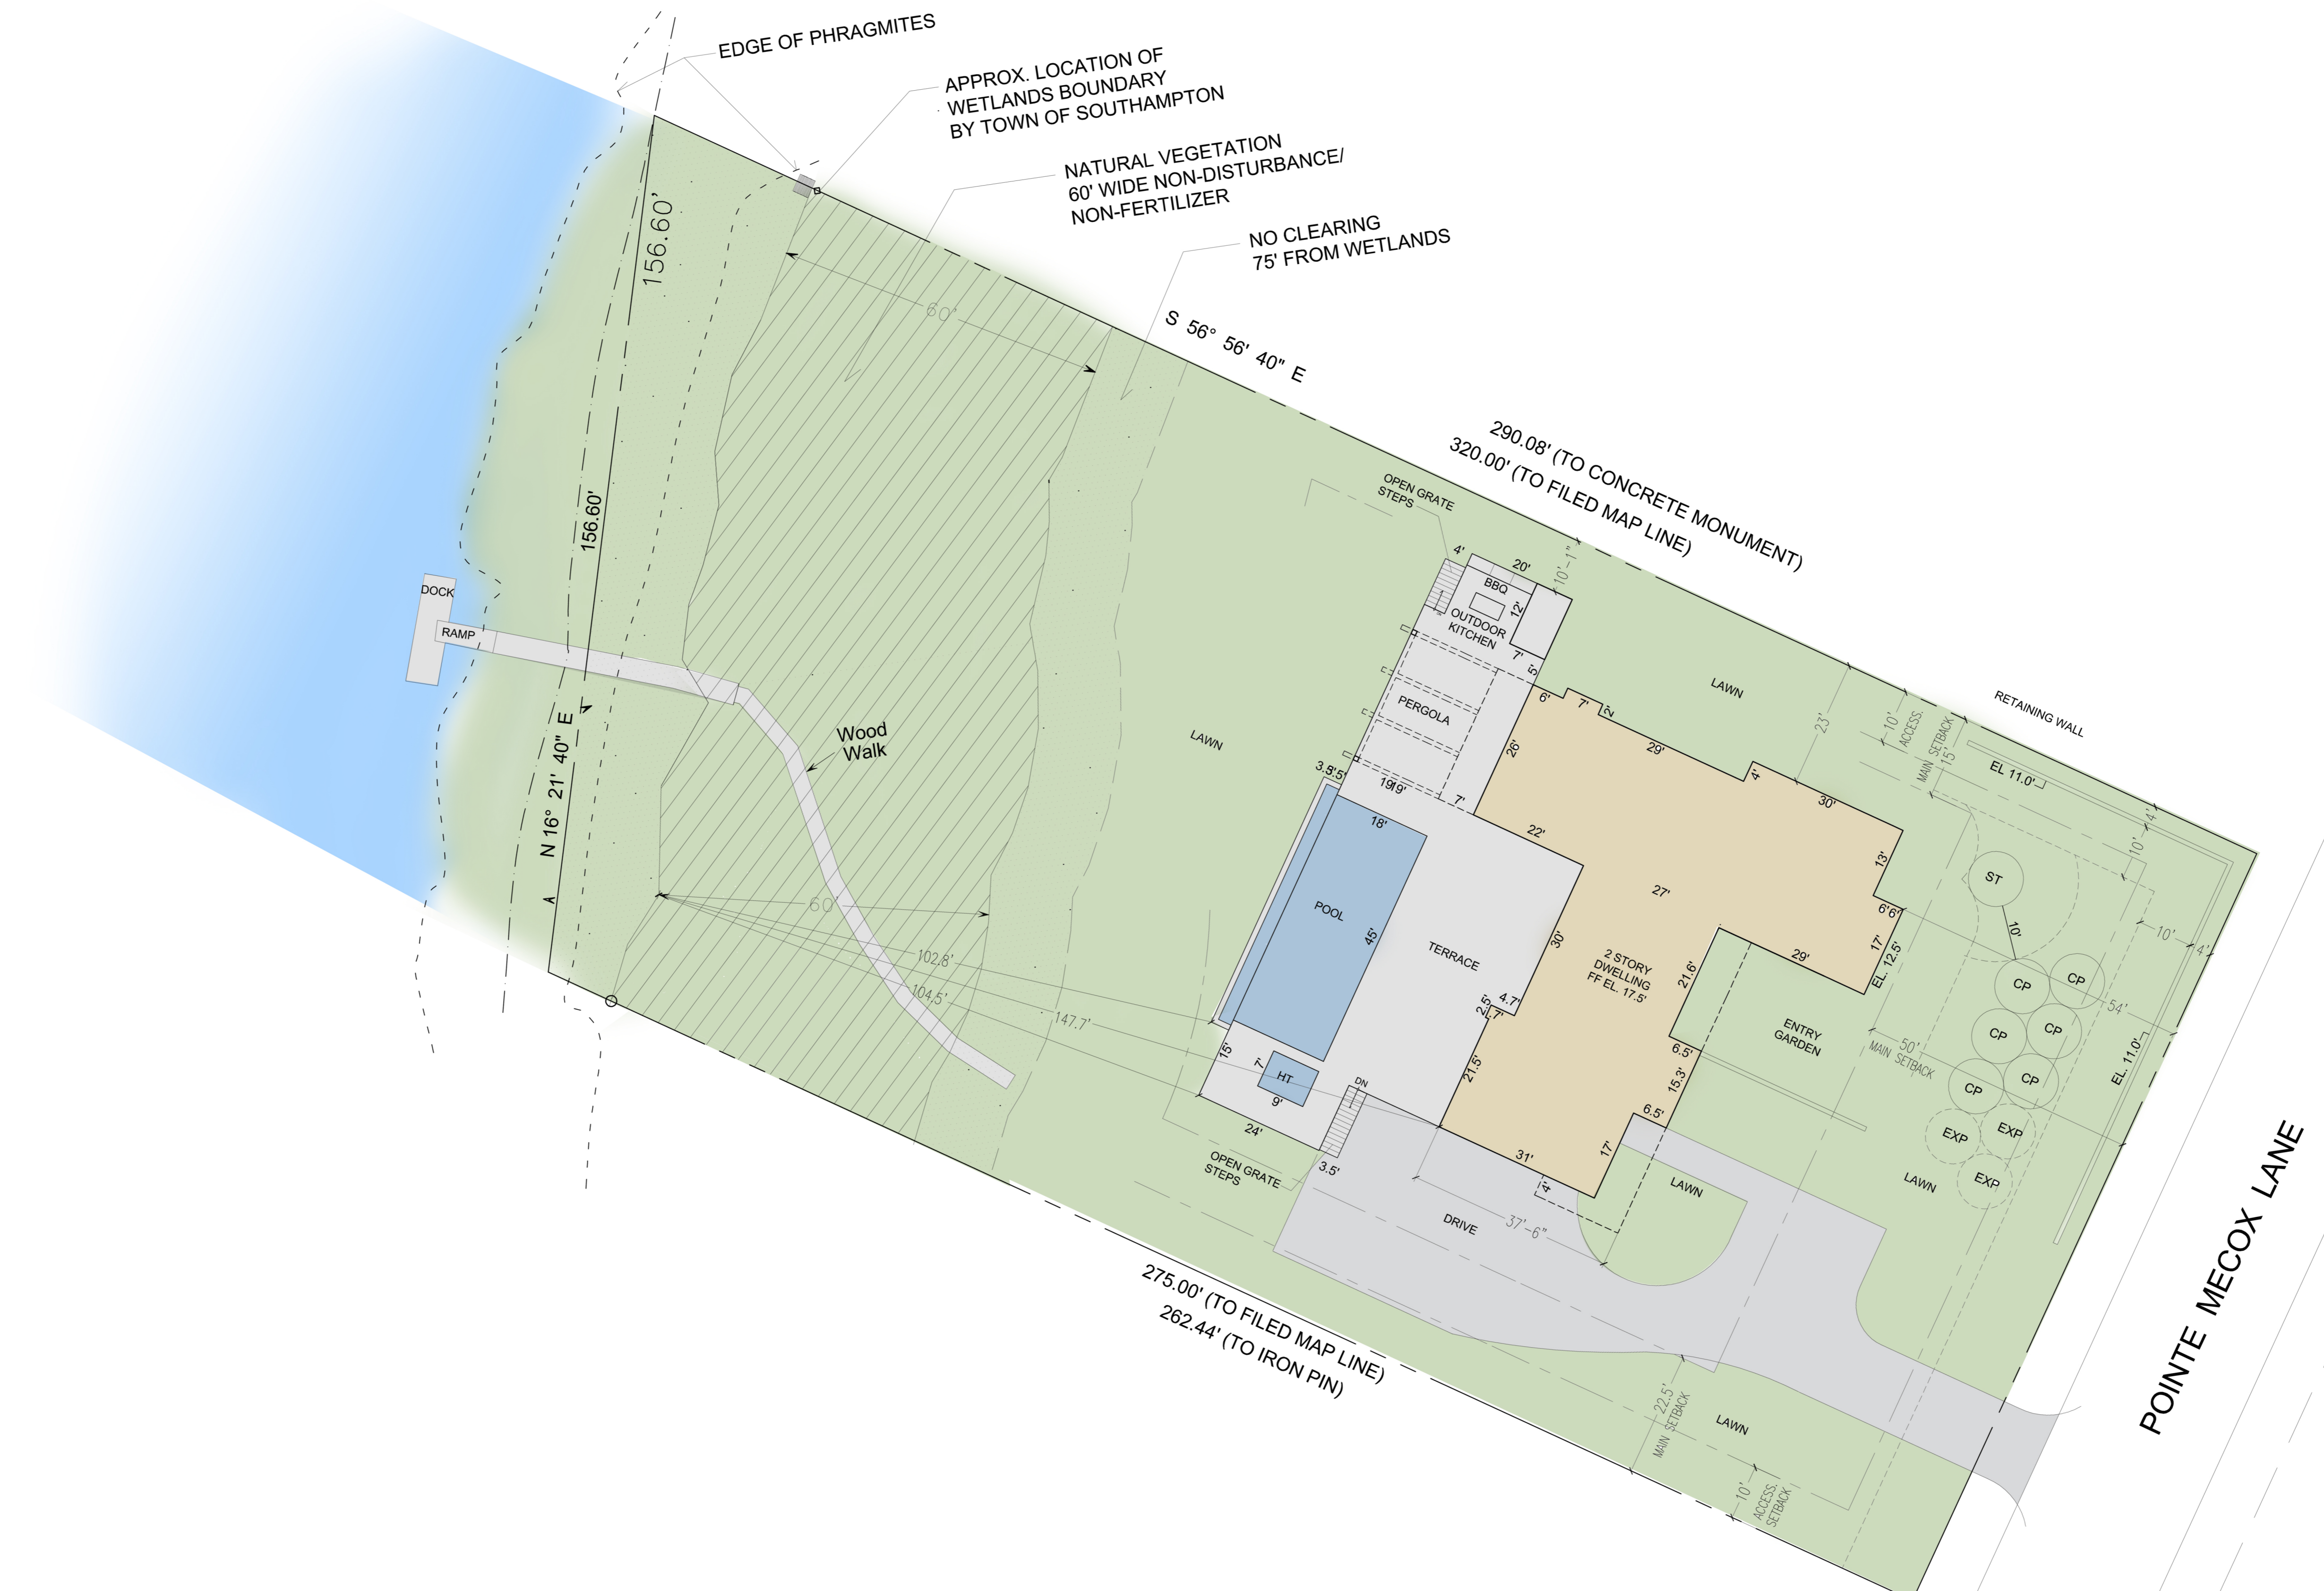 EDGE OF PHRAGMITES
APPROX. LOCATION OF
WETLANDS BOUNDARY
BY TOWN OF SOUTHAMPTON
NATURAL VEGETATION
60' WIDE NON-DISTURBANCE/
NON-FERTILIZER
NO CLEARING
75' FROM WETLANDS
156.60'
60'
S 56° 56' 40" E
290.08' (TO CONCRETE MONUMENT)
320.00' (TO FILED MAP LINE)
OPEN GRATE
STEPS
156.60'
4'
20'
10'-1"
BBQ
12'
OUTDOOR
KITCHEN
7'
5'
DOCK
RAMP
N 16° 21' 40" E
Wood
Walk
LAWN
PERGOLA
6'
7'
2'
LAWN
29'
26'
4'
30'
23'
10'
ACCESS.
MAIN SETBACK
15'
RETAINING WALL
EL 11.0'
4'
10'
19'
19'
7'
18'
22'
13'
27'
6'
6'
17'
EL. 12.5'
ST
10'
10'
4'
POOL
45'
TERRACE
30'
2 STORY
DWELLING
FF EL. 17.5'
29'
21.6'
ENTRY
GARDEN
CP
CP
CP
CP
CP
CP
EXP
EXP
EXP
54'
50'
MAIN SETBACK
EL. 11.0'
60'
102.8'
104.5'
147.7'
4.7'
2.5'
15'
7'
HT
9'
DN
21.5'
6.5'
15.3'
6.5'
17'
24'
3.5'
31'
4'
OPEN GRATE
STEPS
LAWN
LAWN
DRIVE
37'-6"
275.00' (TO FILED MAP LINE)
262.44' (TO IRON PIN)
22.5'
MAIN SETBACK
LAWN
10'
ACCESS.
SETBACK
POINTE MECOX LANE